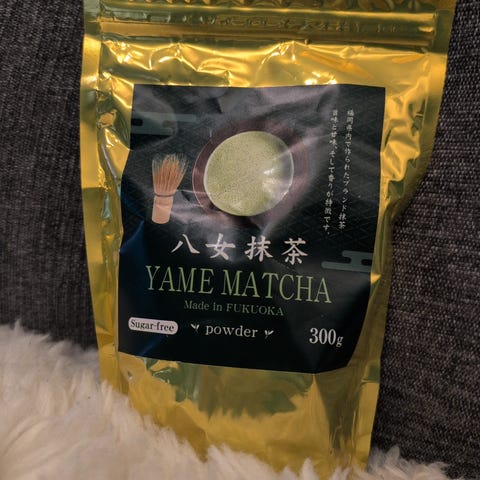 福岡県内で作られたブランド抹茶
旨味と甘味、そして香りが特徴です。
八女抹茶
YAME MATCHA
Made in FUKUOKA
Sugar-free
powder
300g